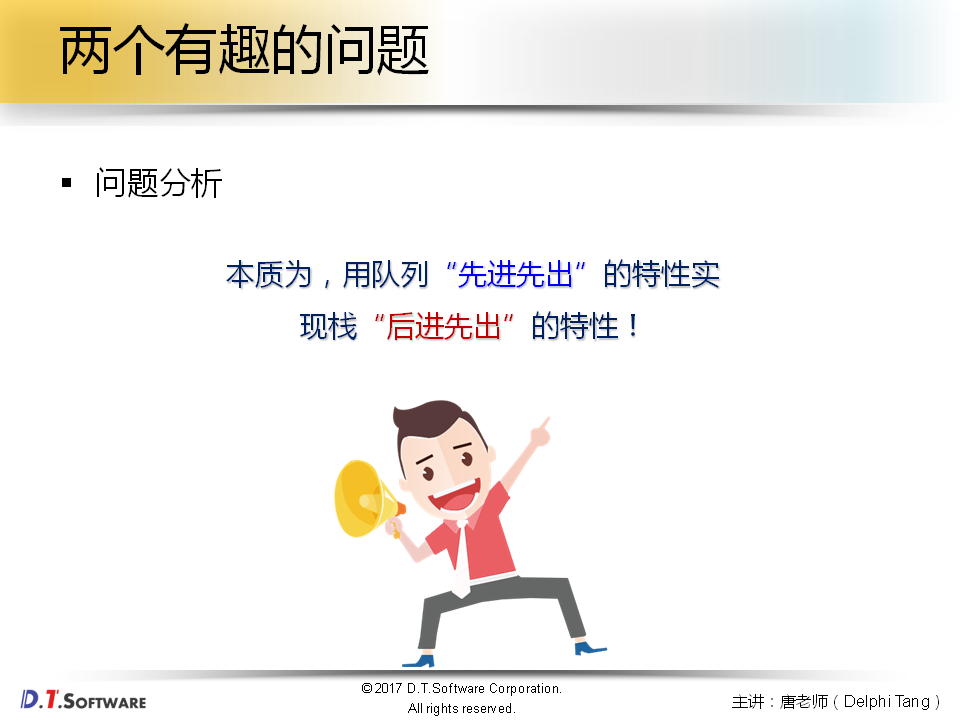 两个有趣的问题
▪ 问题分析
本质为，用队列“先进先出”的特性实
现栈“后进先出”的特性！
©2017 D.T.Software Corporation.
All rights reserved.
D.T.SOFTWARE
主讲：唐老师（Delphi Tang）